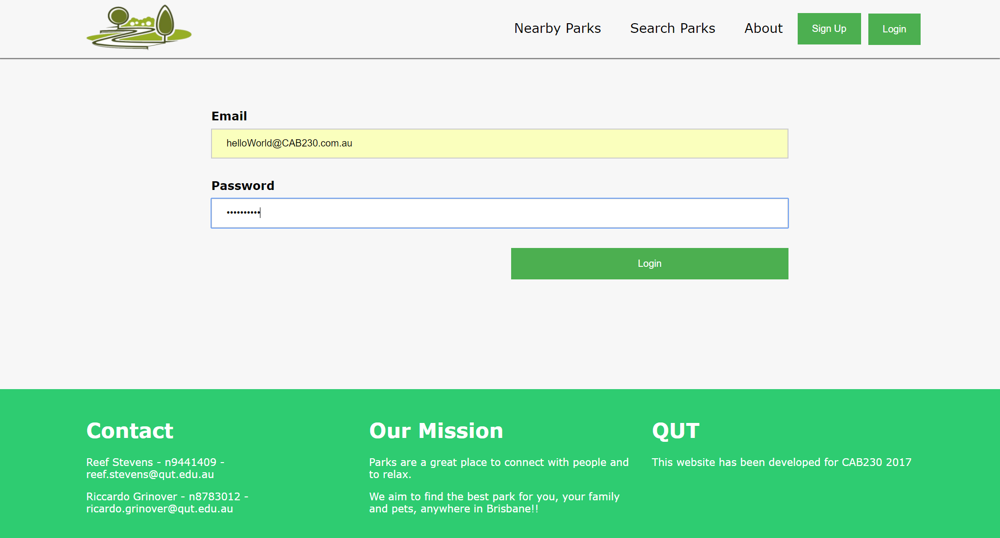 Nearby Parks
Search Parks
About
Sign Up
Login
Email
helloWorld@CAB230.com.au
Password
••••••••••
Login
Contact
Reef Stevens - n9441409 -
reef.stevens@qut.edu.au
Riccardo Grinover - n8783012 -
ricardo.grinover@qut.edu.au
Our Mission
Parks are a great place to connect with people and
to relax.
We aim to find the best park for you, your family
and pets, anywhere in Brisbane!!
QUT
This website has been developed for CAB230 2017